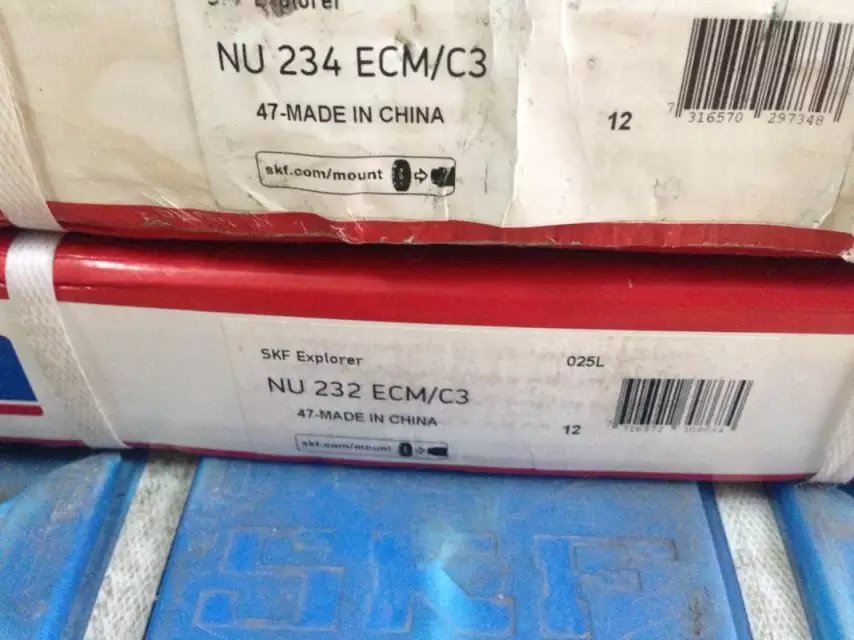 SKF Explorer
NU 234 ECM/C3
47-MADE IN CHINA
12
7 316570 297348
skf.com/mount
SKF Explorer
025L
NU 232 ECM/C3
47-MADE IN CHINA
12
skf.com/mount
SKF